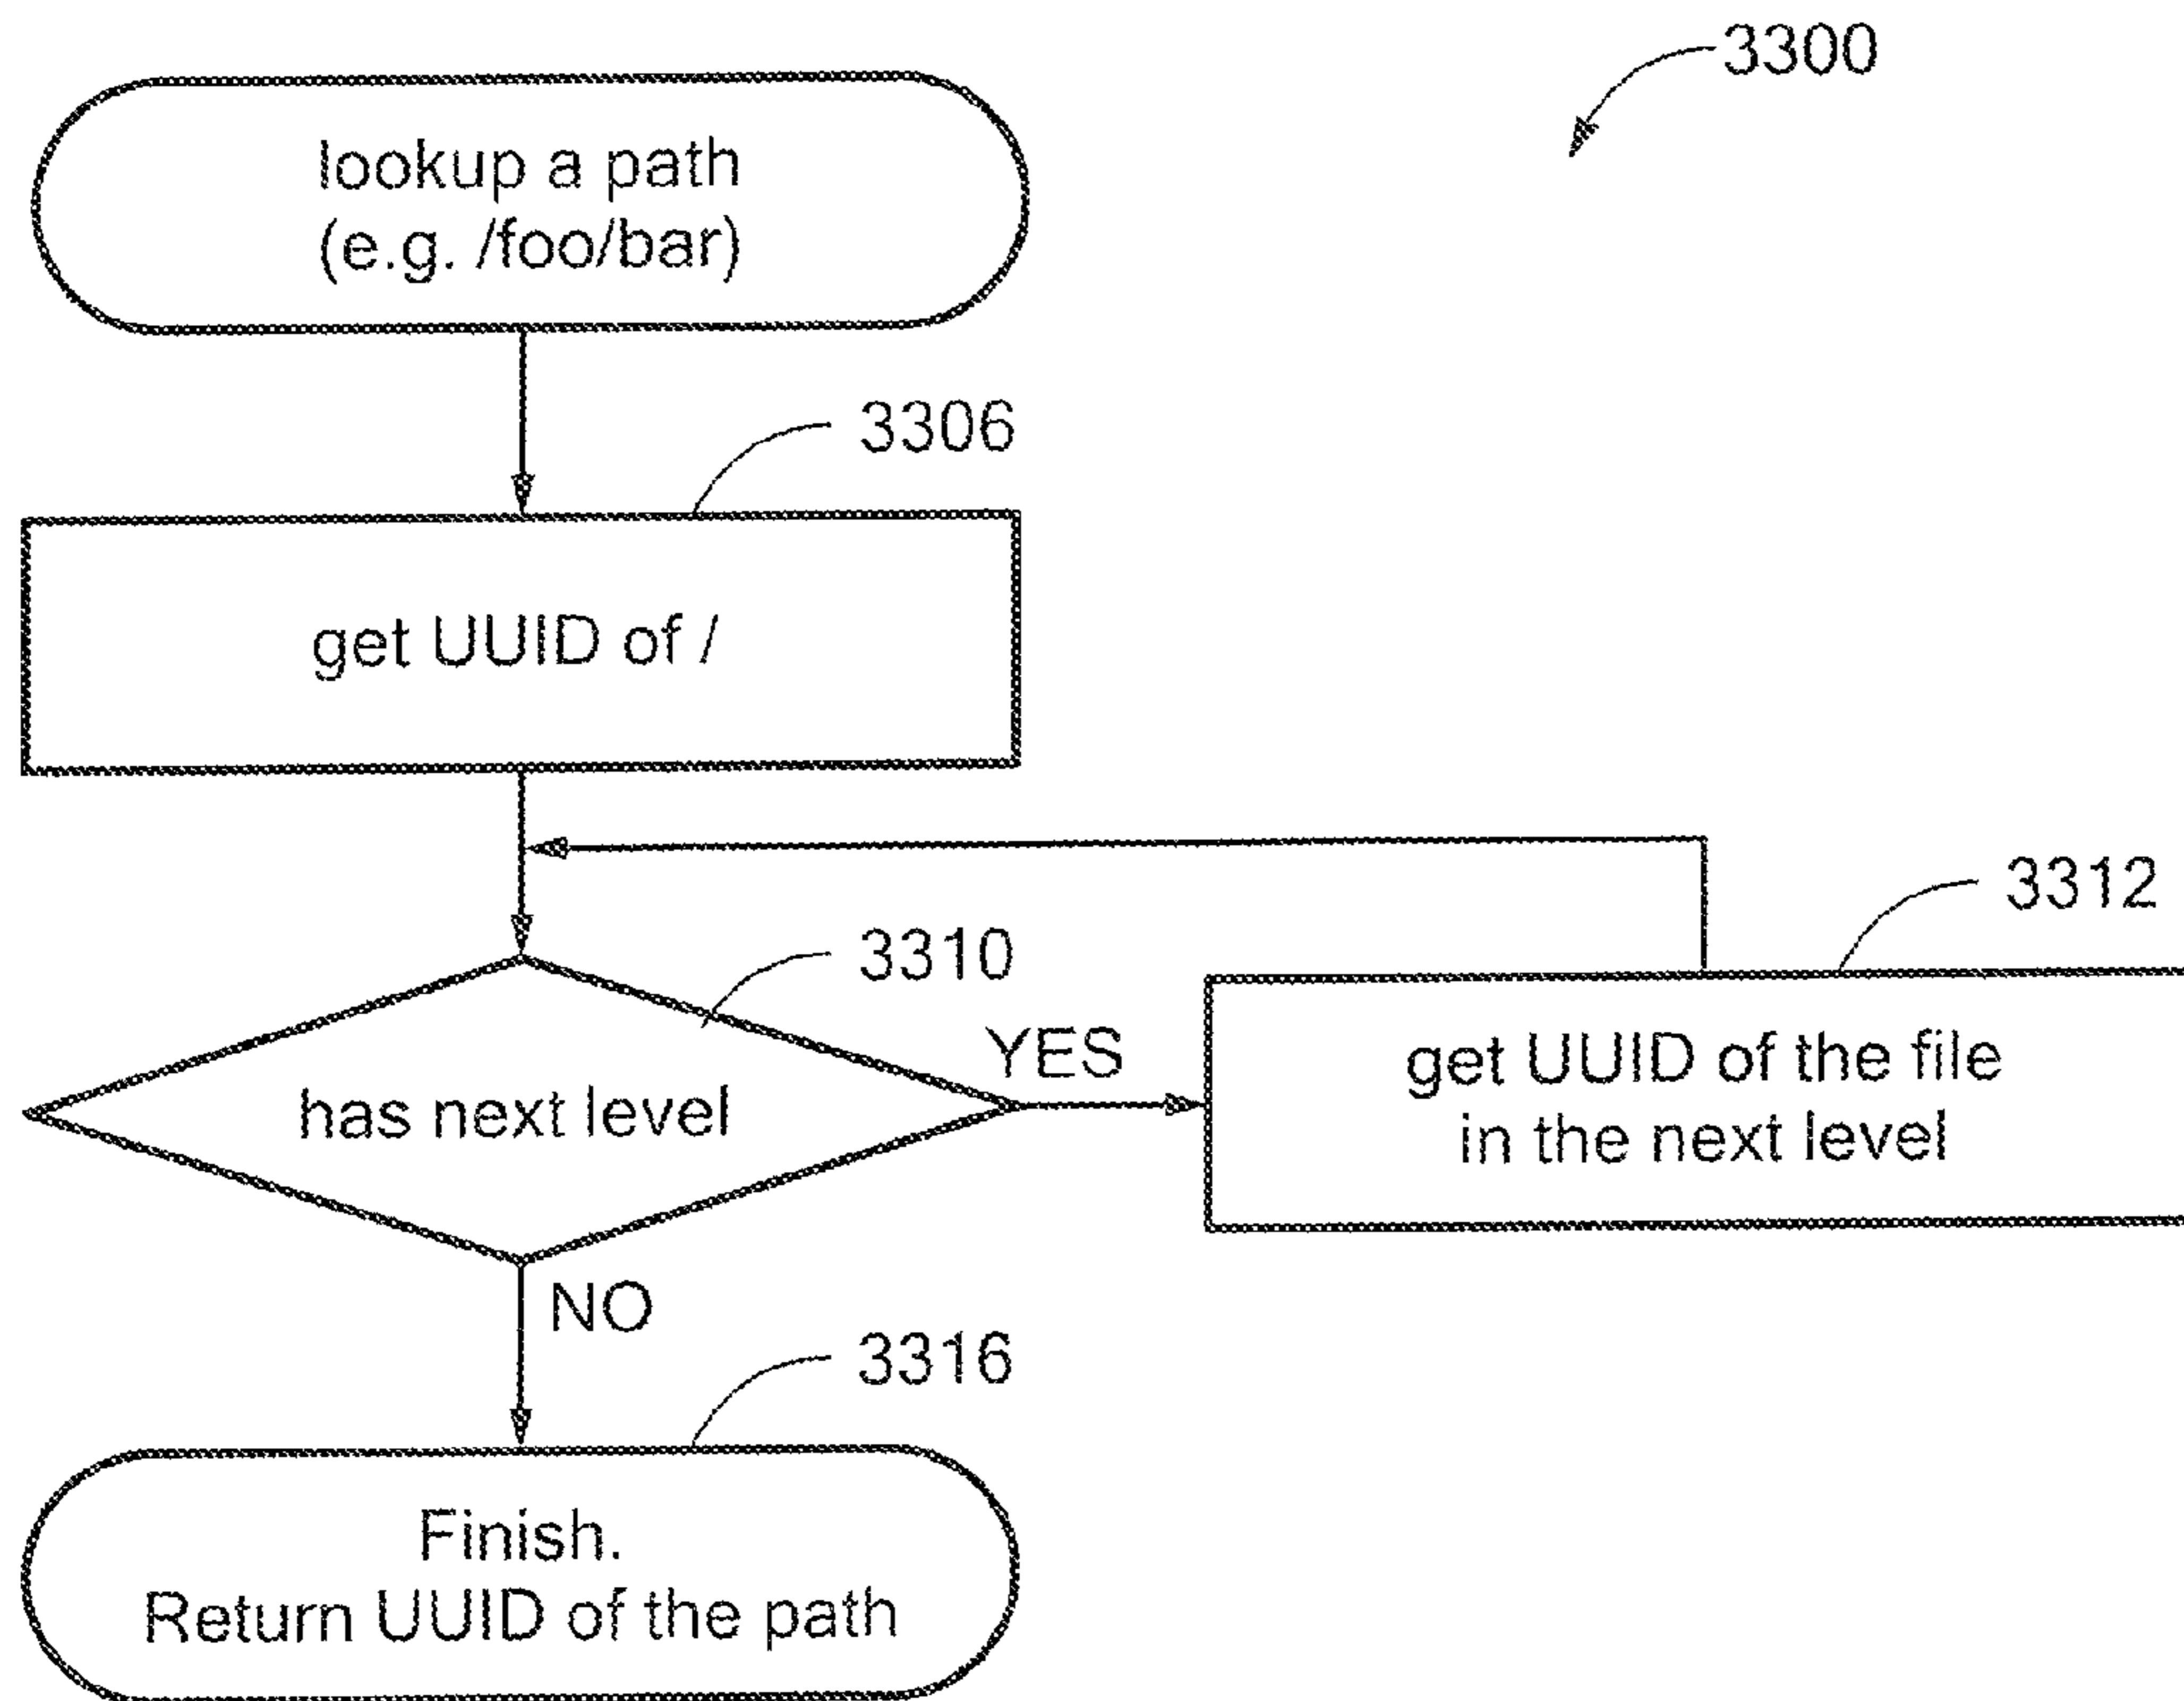 3300
lookup a path
(e.g. /foo/bar)
3306
get UUID of /
3312
3310
YES
get UUID of the file
in the next level
has next level
NO
3316
Finish.
Return UUID of the path